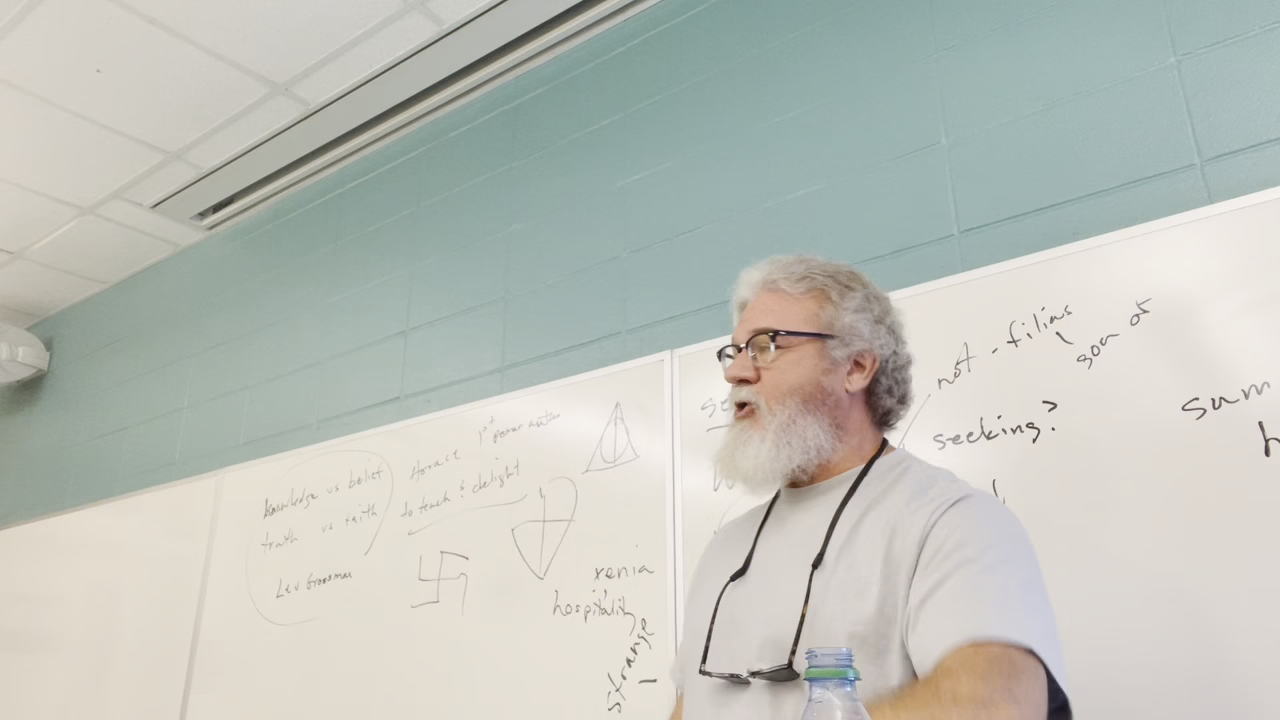 knowledge vs belief
truth vs faith
Lev Grossman
Horace 1st
to teach & delight
xenia
hospitality
strange
not - filius
son of
seeking?
sum
h